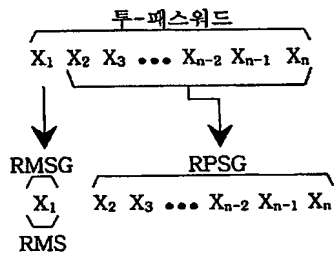 투-패스워드
X₁ X₂ X₃ ••• Xₙ₋₂ Xₙ₋₁ Xₙ
RMSG RPSG
X₁ X₂ X₃ ••• Xₙ₋₂ Xₙ₋₁ Xₙ
RMS